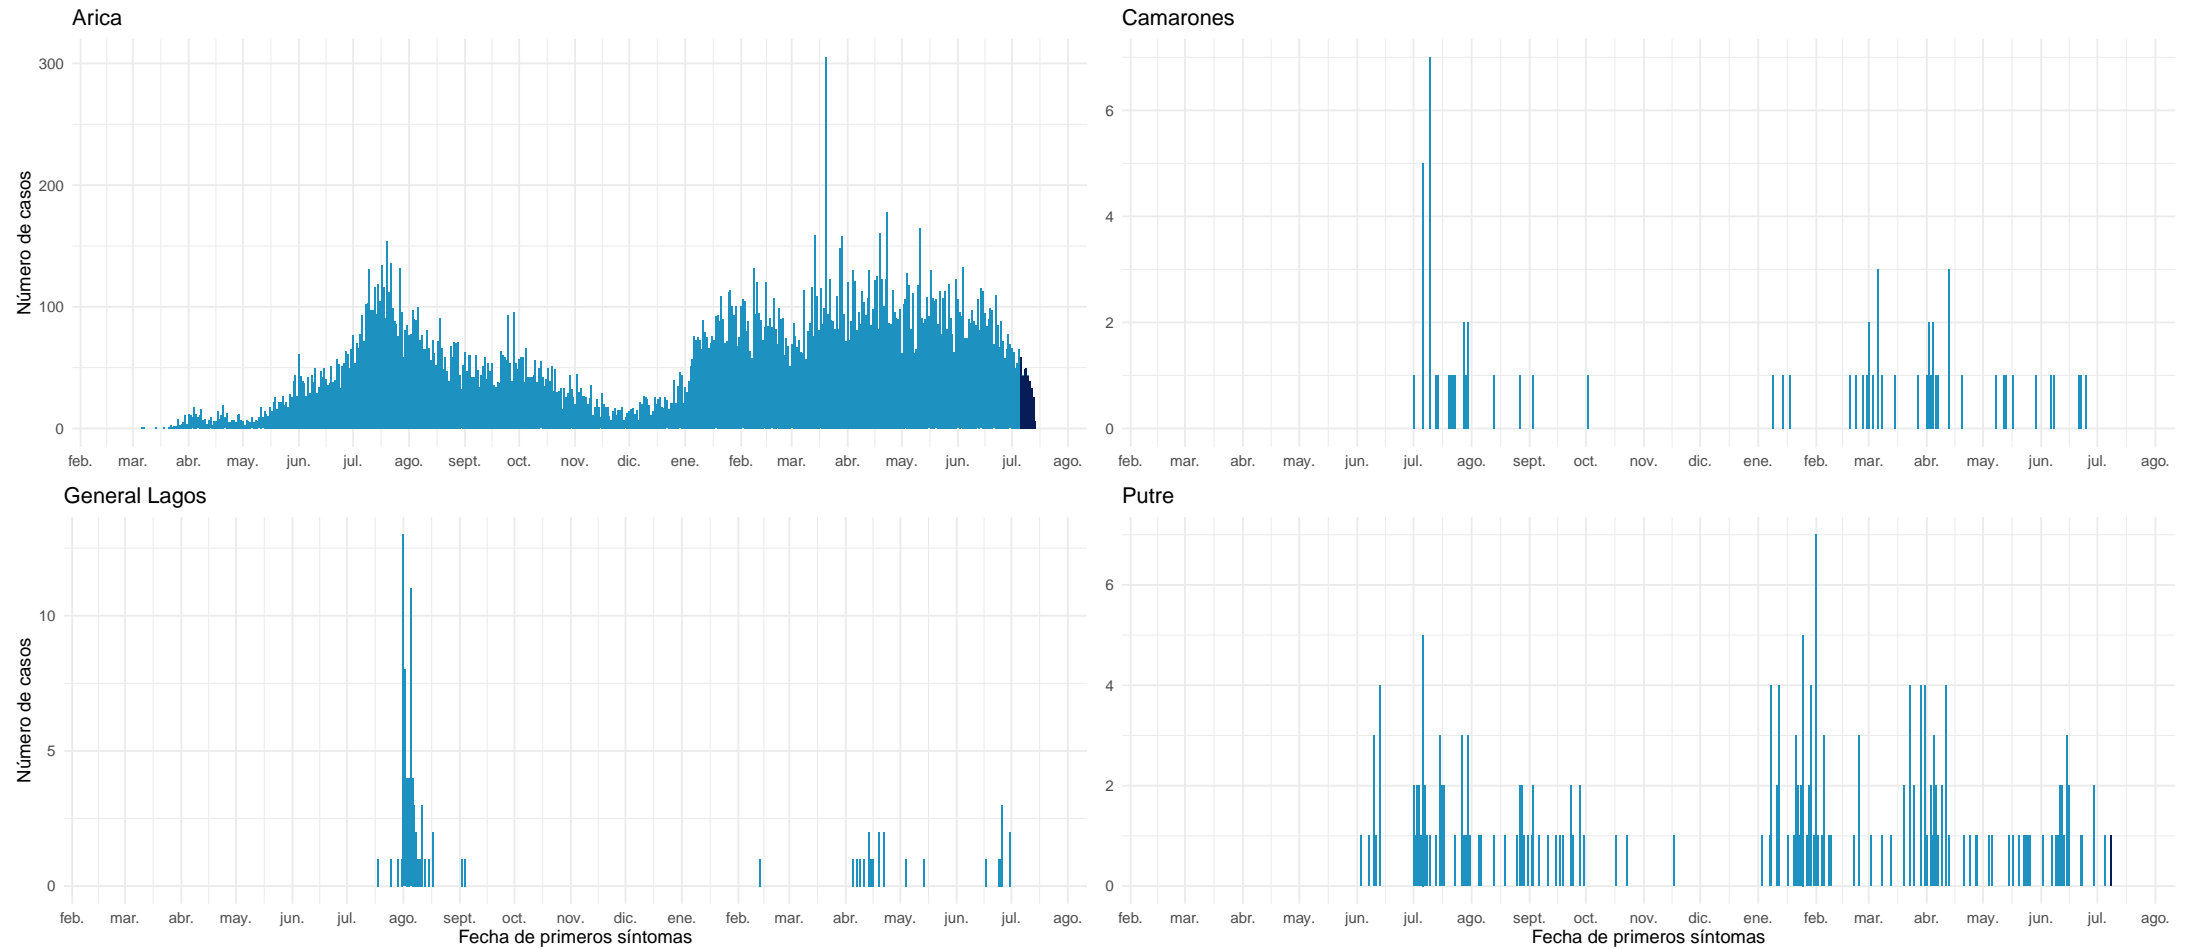 Arica
Número de casos
300
200
100
0
feb. mar. abr. may. jun. jul. ago. sept. oct. nov. dic. ene. feb. mar. abr. may. jun. jul. ago.
Camarones
6
4
2
0
feb. mar. abr. may. jun. jul. ago. sept. oct. nov. dic. ene. feb. mar. abr. may. jun. jul. ago.
General Lagos
Número de casos
10
5
0
feb. mar. abr. may. jun. jul. ago. sept. oct. nov. dic. ene. feb. mar. abr. may. jun. jul. ago.
Fecha de primeros síntomas
Putre
6
4
2
0
feb. mar. abr. may. jun. jul. ago. sept. oct. nov. dic. ene. feb. mar. abr. may. jun. jul. ago.
Fecha de primeros síntomas